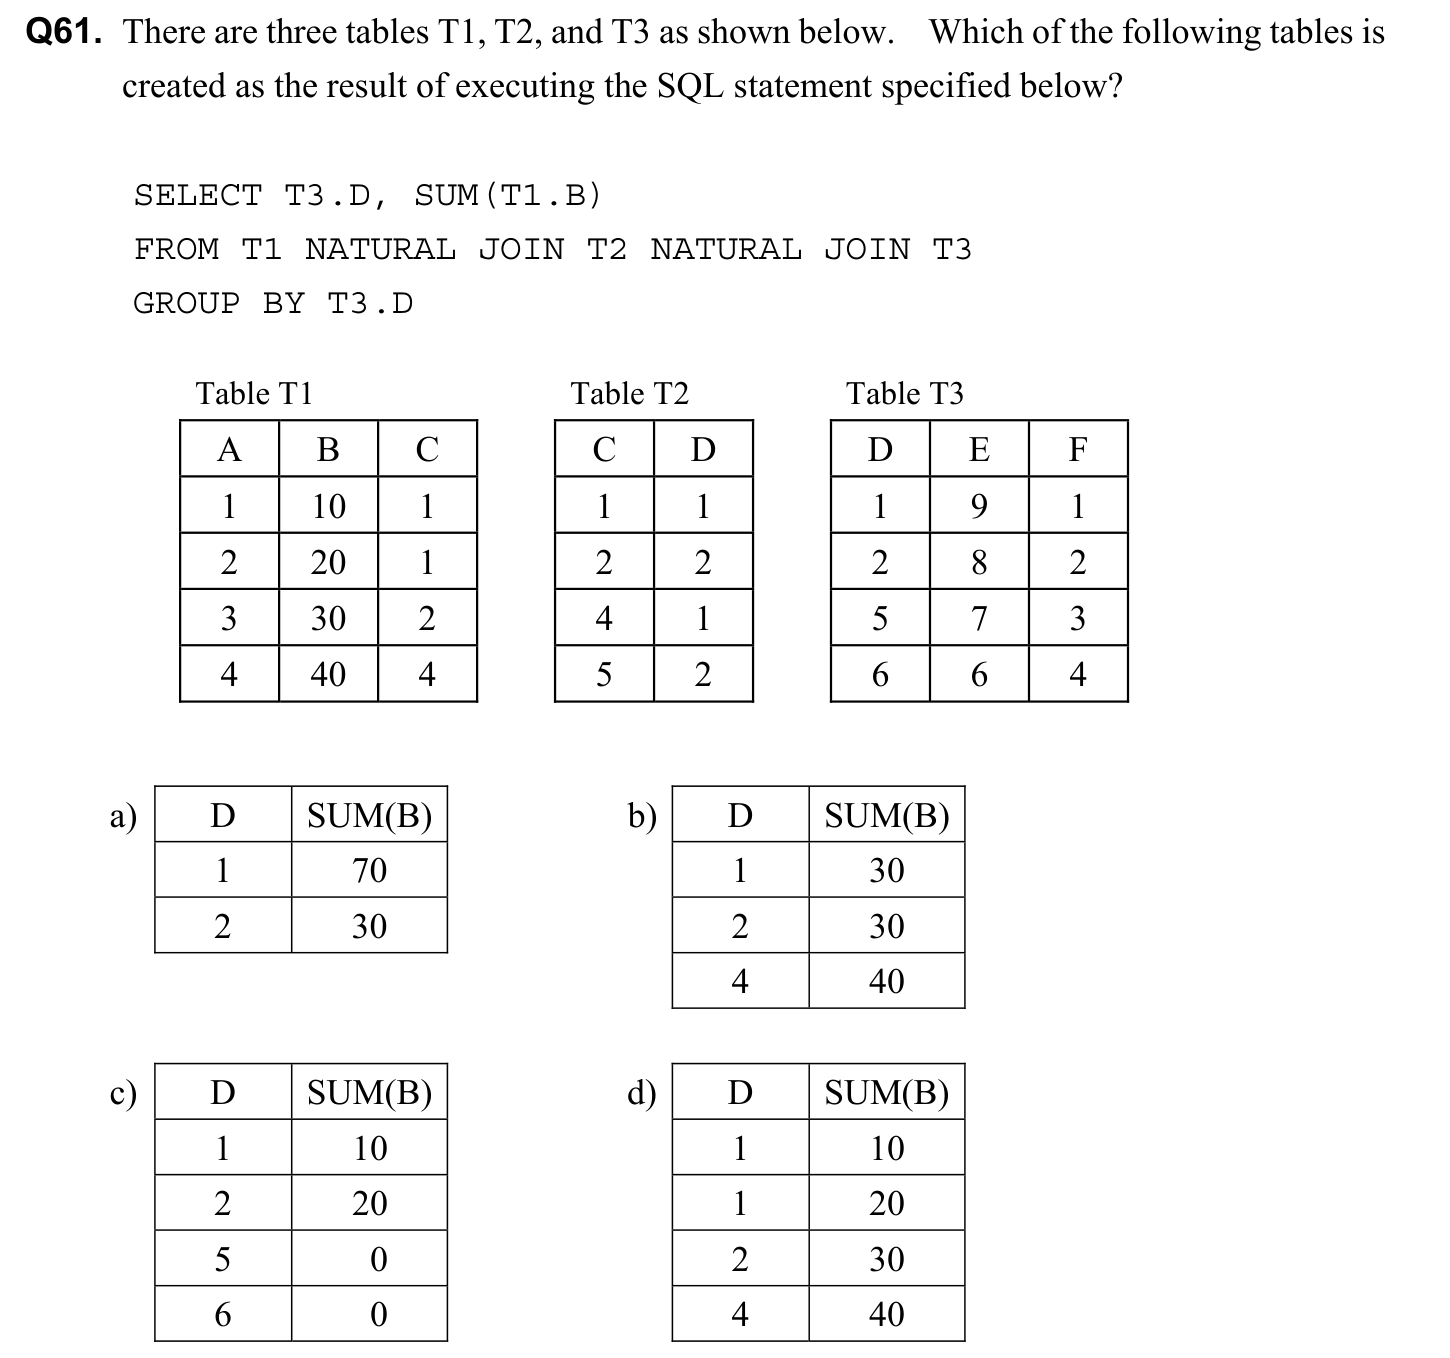 Q61. There are three tables T1, T2, and T3 as shown below. Which of the following tables is
created as the result of executing the SQL statement specified below?
SELECT T3.D, SUM(T1.B)
FROM T1 NATURAL JOIN T2 NATURAL JOIN T3
GROUP BY T3.D
Table T1
A B C
1 10 1
2 20 1
3 30 2
4 40 4
Table T2
C D
1 1
2 2
4 1
5 2
Table T3
D E F
1 9 1
2 8 2
5 7 3
6 6 4
a)
D SUM(B)
1 70
2 30
b)
D SUM(B)
1 30
2 30
4 40
c)
D SUM(B)
1 10
2 20
5 0
6 0
d)
D SUM(B)
1 10
1 20
2 30
4 40